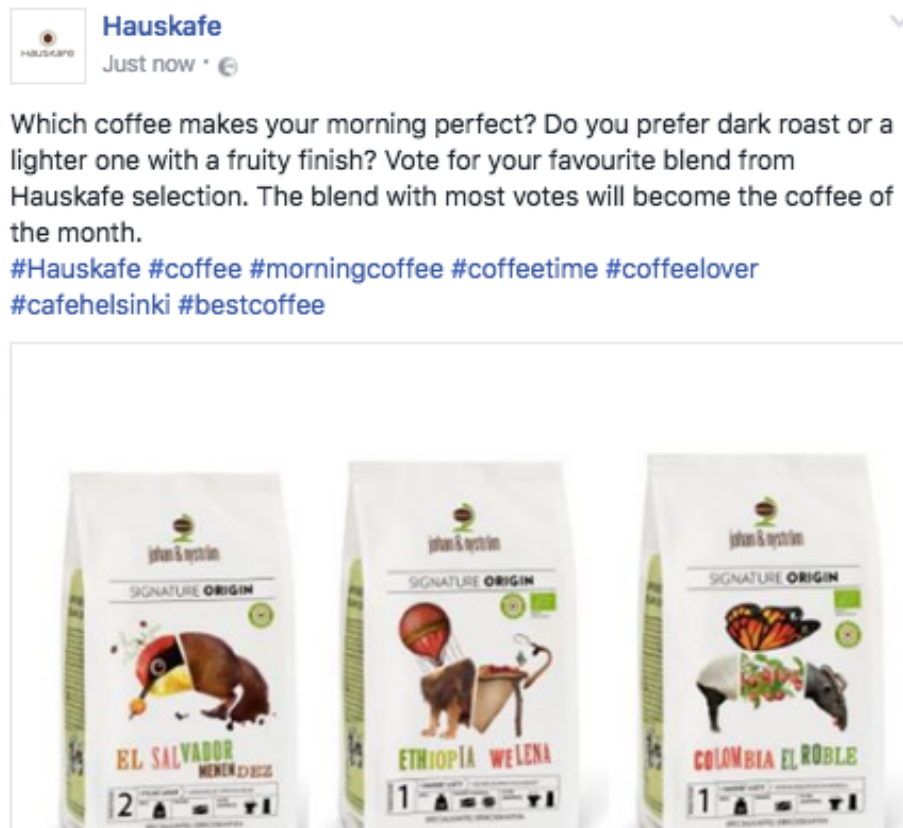 HAUSKAFE
Hauskafe
Just now ·
Which coffee makes your morning perfect? Do you prefer dark roast or a
lighter one with a fruity finish? Vote for your favourite blend from
Hauskafe selection. The blend with most votes will become the coffee of
the month.
#Hauskafe #coffee #morningcoffee #coffeetime #coffeelover
#cafehelsinki #bestcoffee
johan & nyström
SIGNATURE ORIGIN
EL SALVADOR
MENENDEZ
2
johan & nyström
SIGNATURE ORIGIN
ETHIOPIA WELENA
1
johan & nyström
SIGNATURE ORIGIN
COLOMBIA EL ROBLE
1